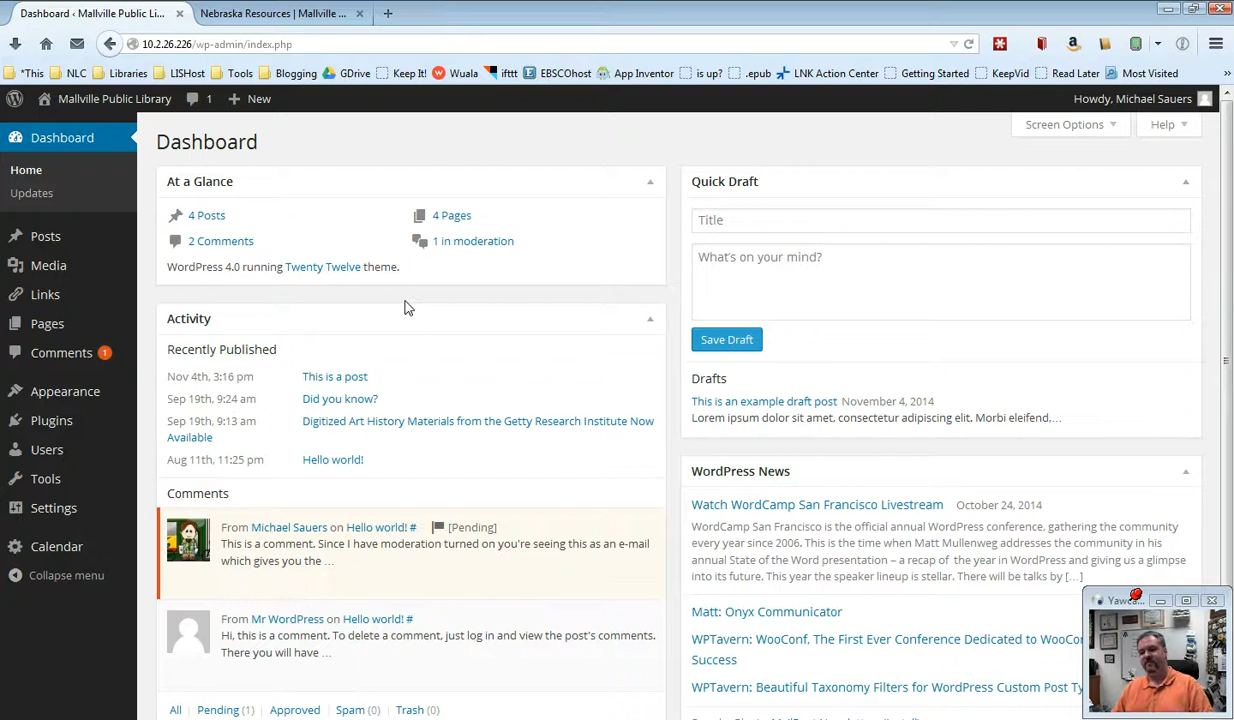 Dashboard ‹ Mallville Public Li...
Nebraska Resources | Mallville ...
10.2.26.226/wp-admin/index.php
*This NLC Libraries LISHost Tools Blogging GDrive Keep It! Wuala ifttt EBSCOhost App Inventor is up? .epub LNK Action Center Getting Started KeepVid Read Later Most Visited »
Mallville Public Library 1 New
Howdy, Michael Sauers
Dashboard
Home
Updates
Posts
Media
Links
Pages
Comments 1
Appearance
Plugins
Users
Tools
Settings
Calendar
Collapse menu
Screen Options Help
Dashboard
At a Glance
4 Posts 4 Pages
2 Comments 1 in moderation
WordPress 4.0 running Twenty Twelve theme.
Activity
Recently Published
Nov 4th, 3:16 pm This is a post
Sep 19th, 9:24 am Did you know?
Sep 19th, 9:13 am Digitized Art History Materials from the Getty Research Institute Now
Available
Aug 11th, 11:25 pm Hello world!
Comments
From Michael Sauers on Hello world! # [Pending]
This is a comment. Since I have moderation turned on you're seeing this as an e-mail
which gives you the ...
From Mr WordPress on Hello world! #
Hi, this is a comment. To delete a comment, just log in and view the post's comments.
There you will have ...
All Pending (1) Approved Spam (0) Trash (0)
Quick Draft
Title
What's on your mind?
Save Draft
Drafts
This is an example draft post November 4, 2014
Lorem ipsum dolor sit amet, consectetur adipiscing elit. Morbi eleifend,...
WordPress News
Watch WordCamp San Francisco Livestream October 24, 2014
WordCamp San Francisco is the official annual WordPress conference, gathering the community
every year since 2006. This is the time when Matt Mullenweg addresses the community in his
annual State of the Word presentation – a recap of the year in WordPress and giving us a glimpse
into its future. This year the speaker lineup is stellar. There will be talks by [...]
Matt: Onyx Communicator
WPTavern: WooConf, The First Ever Conference Dedicated to WooCom
Success
WPTavern: Beautiful Taxonomy Filters for WordPress Custom Post Ty
Yawca...